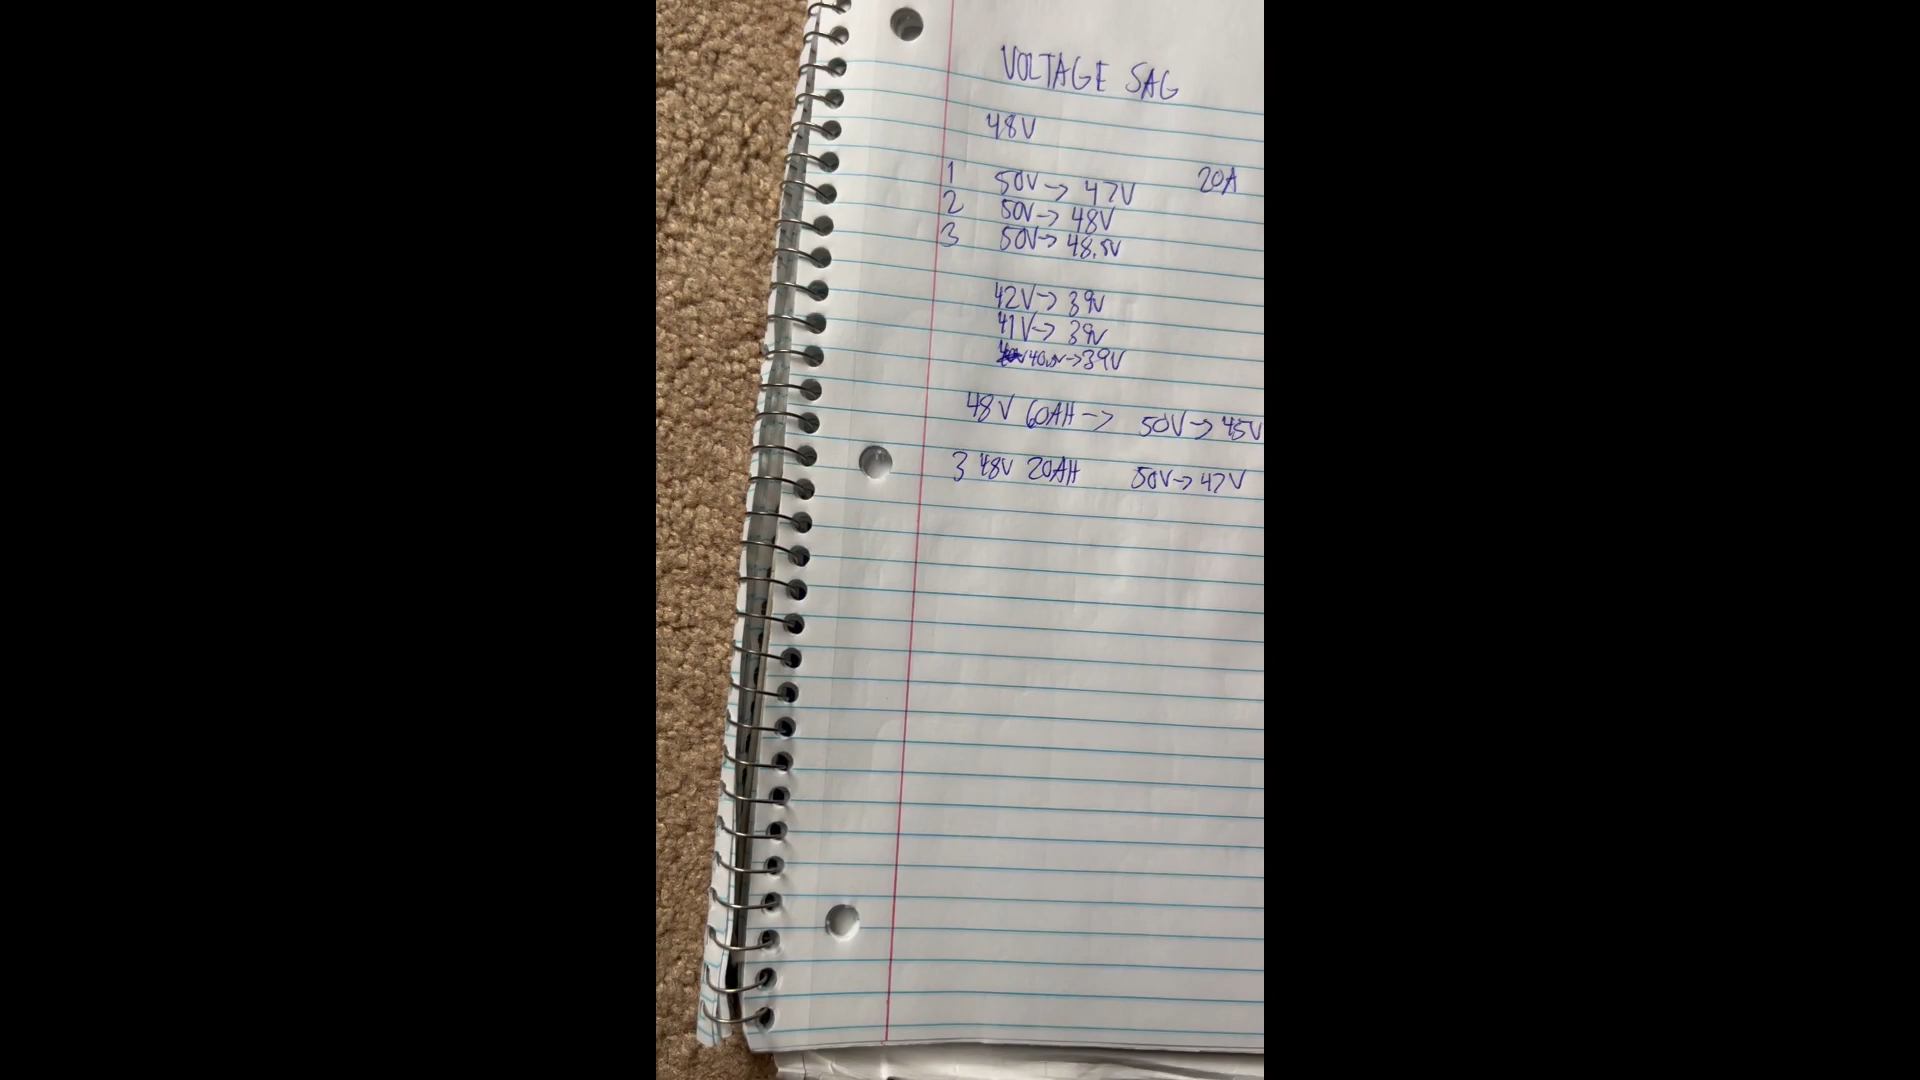 VOLTAGE SAG
48V
1 50V -> 47V 20A
2 50V -> 48V
3 50V -> 48.5V
42V -> 39V
41V -> 39V
-> 39V
48V 60AH -> 50V -> 45V
3 48V 20AH 50V -> 47V